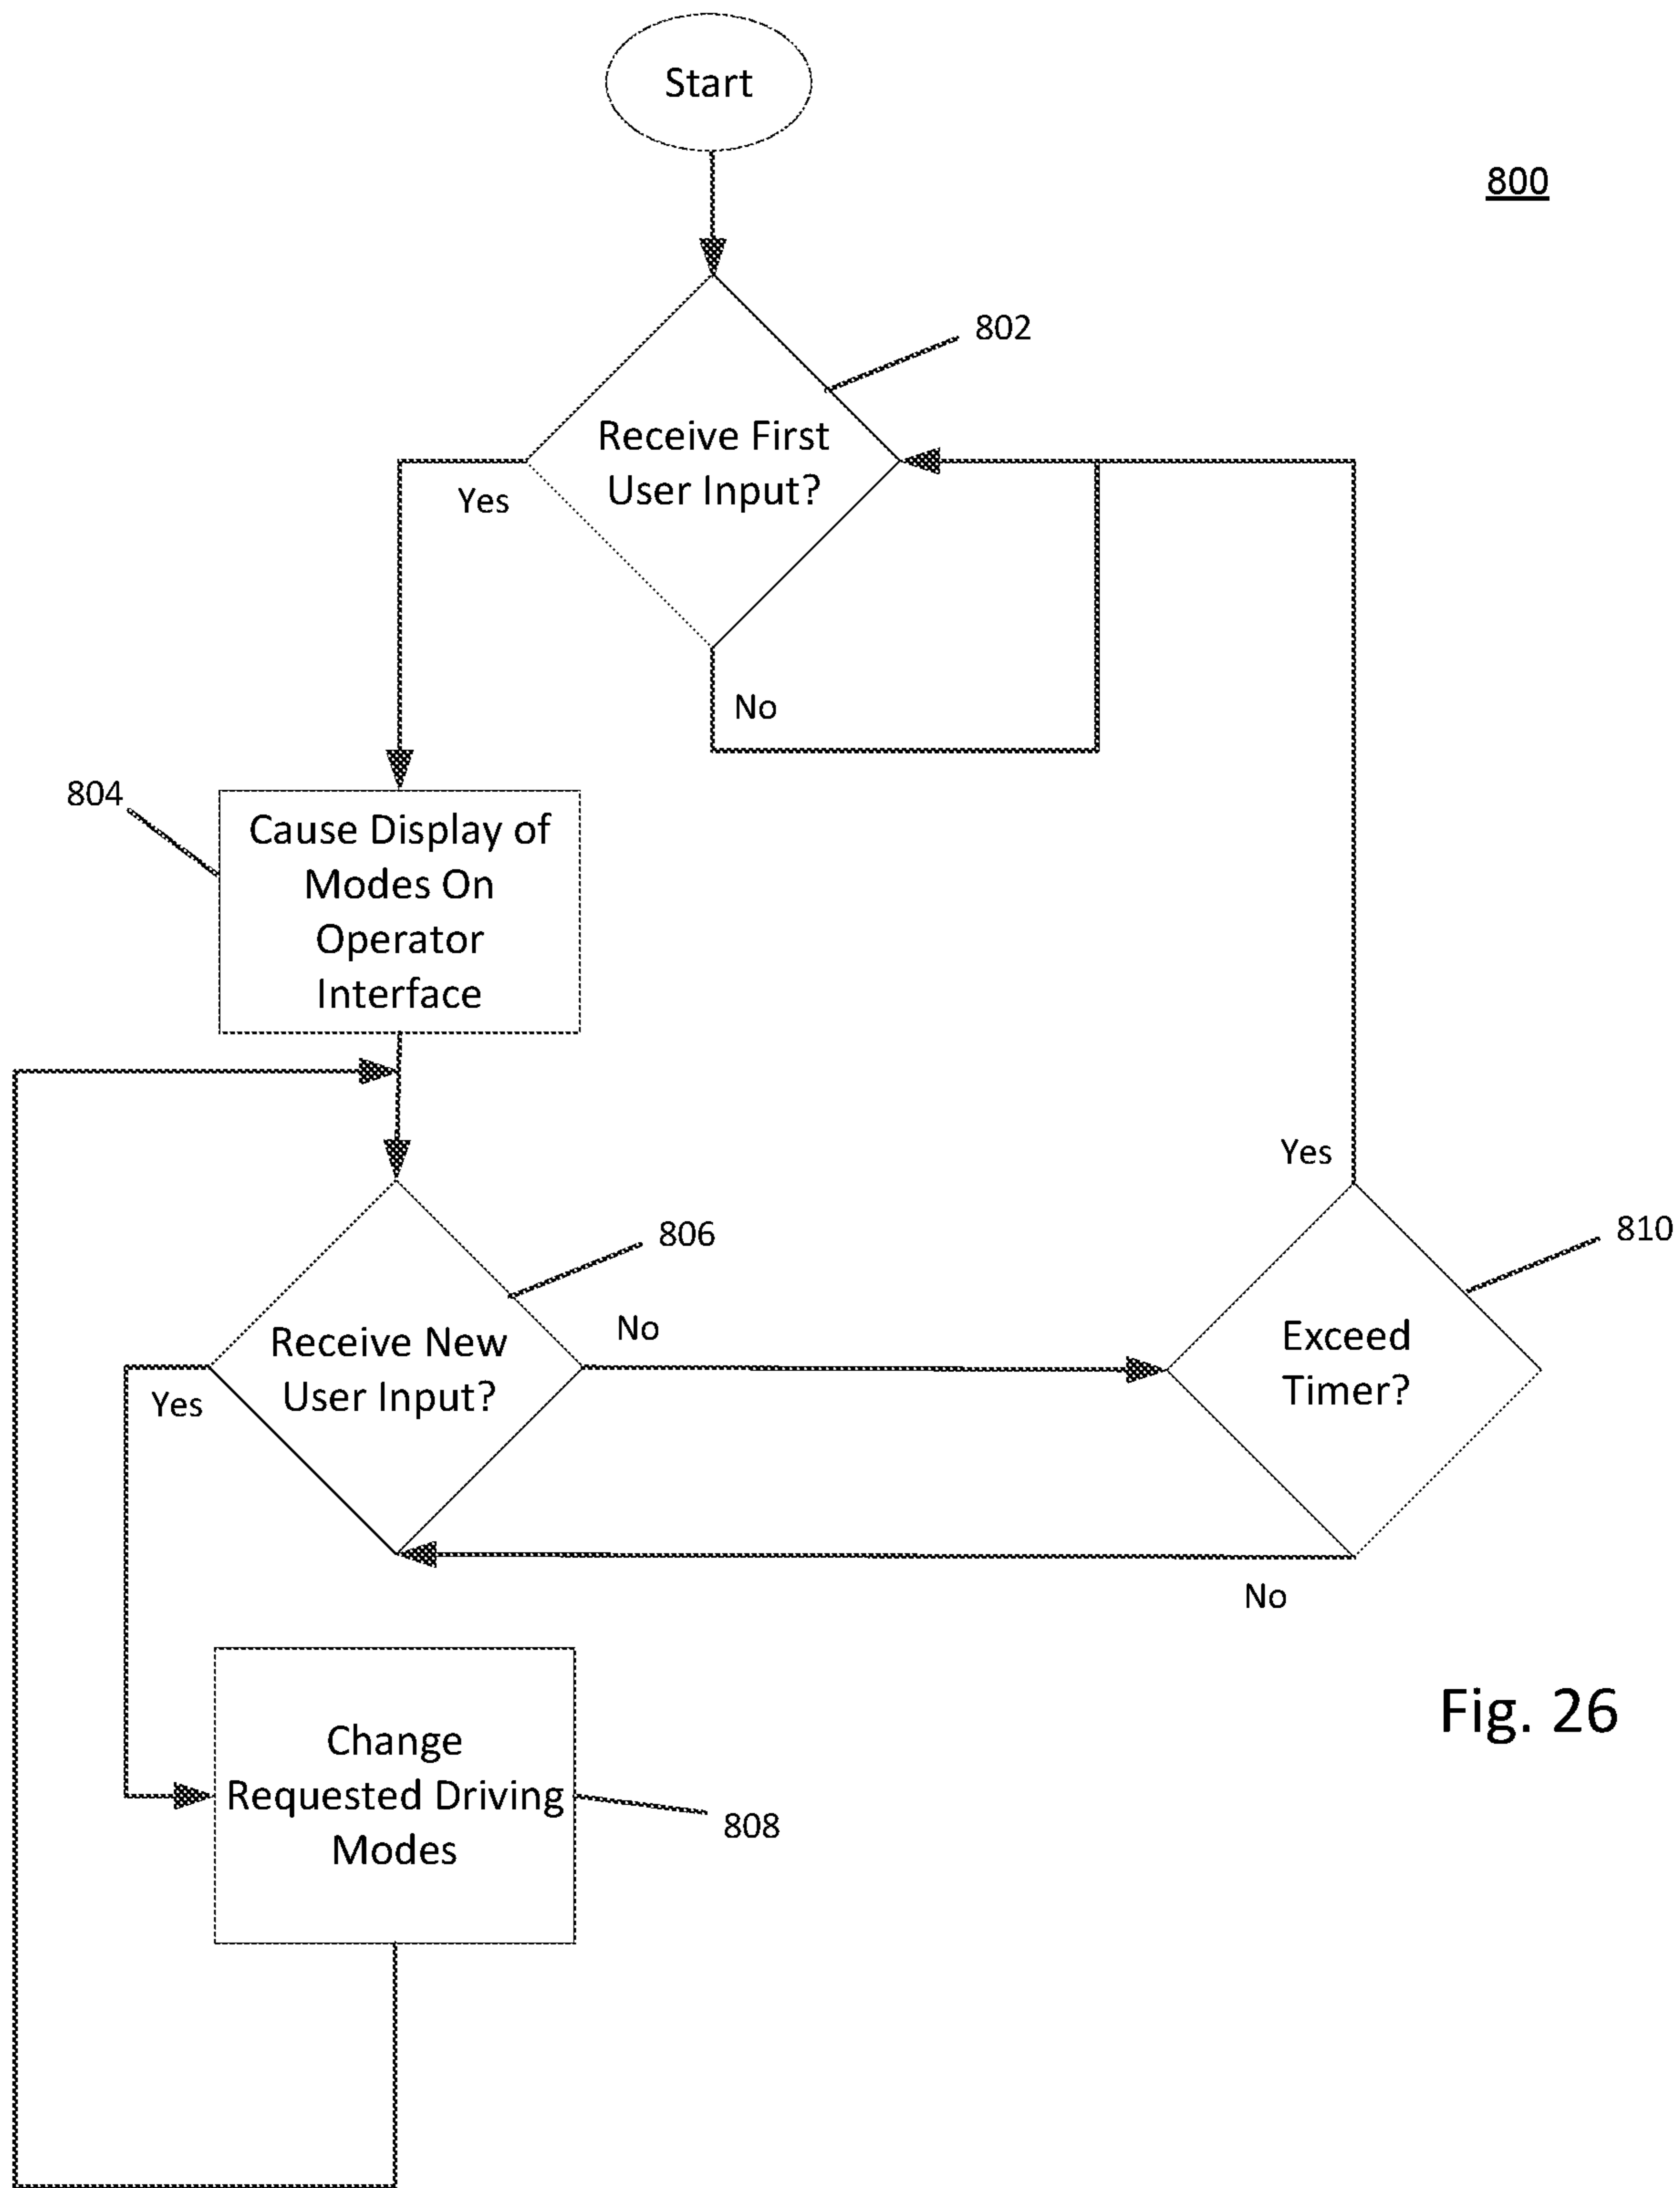 Start
800
802
Receive First
User Input?
Yes
No
804
Cause Display of
Modes On
Operator
Interface
Yes
806
810
No
Receive New
User Input?
Exceed
Timer?
Yes
No
Change
Requested Driving
Modes
808
Fig. 26